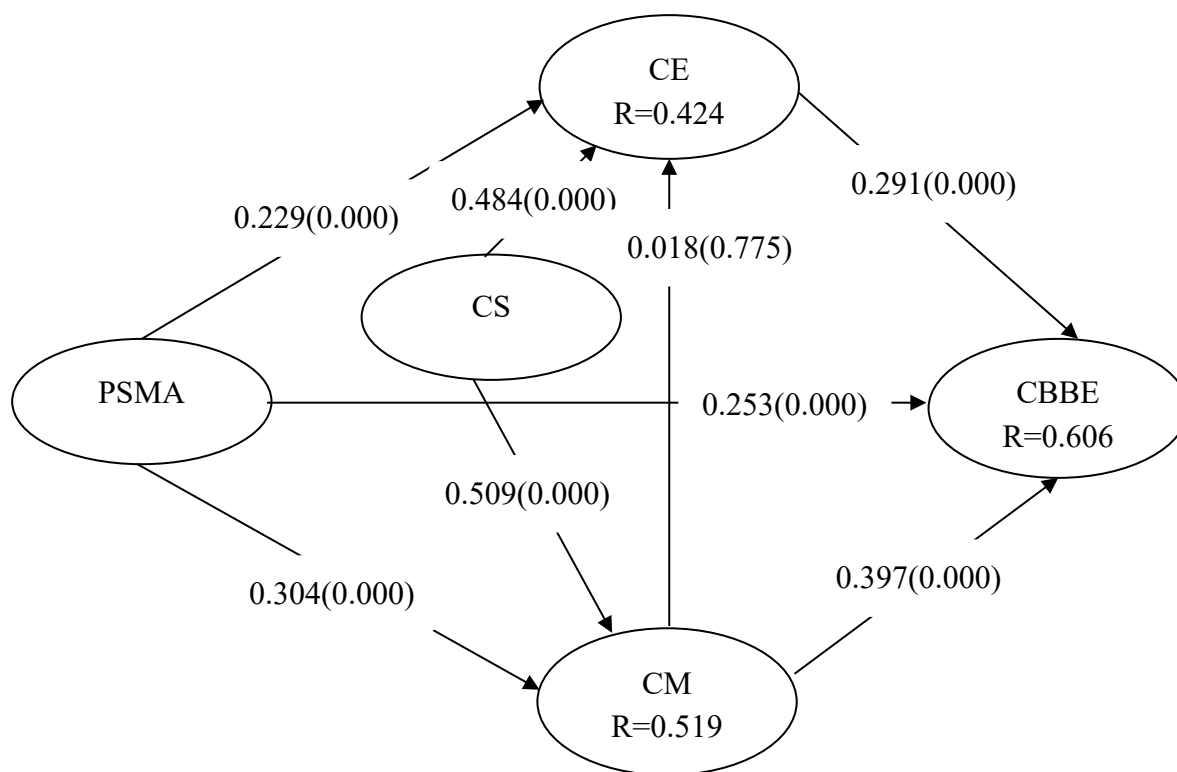 CE
R=0.424
0.291(0.000)
0.484(0.000)
0.229(0.000)
0.018(0.775)
CS
PSMA
CBBE
0.253(0.000)
R=0.606
0.509(0.000)
0.397(0.000)
0.304(0.000)
CM
R=0.519